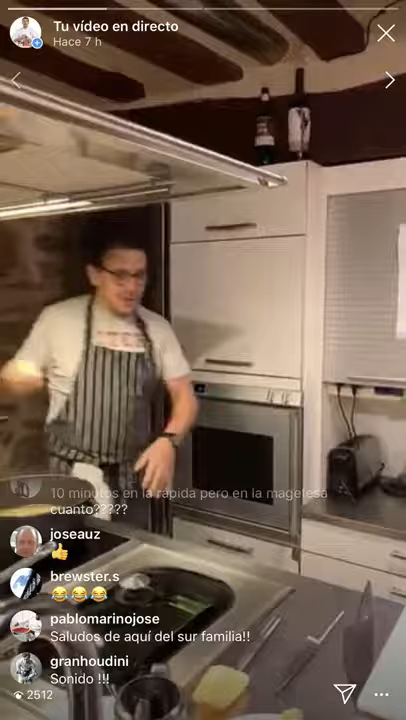 Tu vídeo en directo
Hace 7 h
10 minutos en la rápida pero en la magefesa
cuanto?????
joseauz
👍
brewster.s
😂😂😂
pablomarinojose
Saludos de aquí del sur familia!!
granhoudini
Sonido !!!
2512